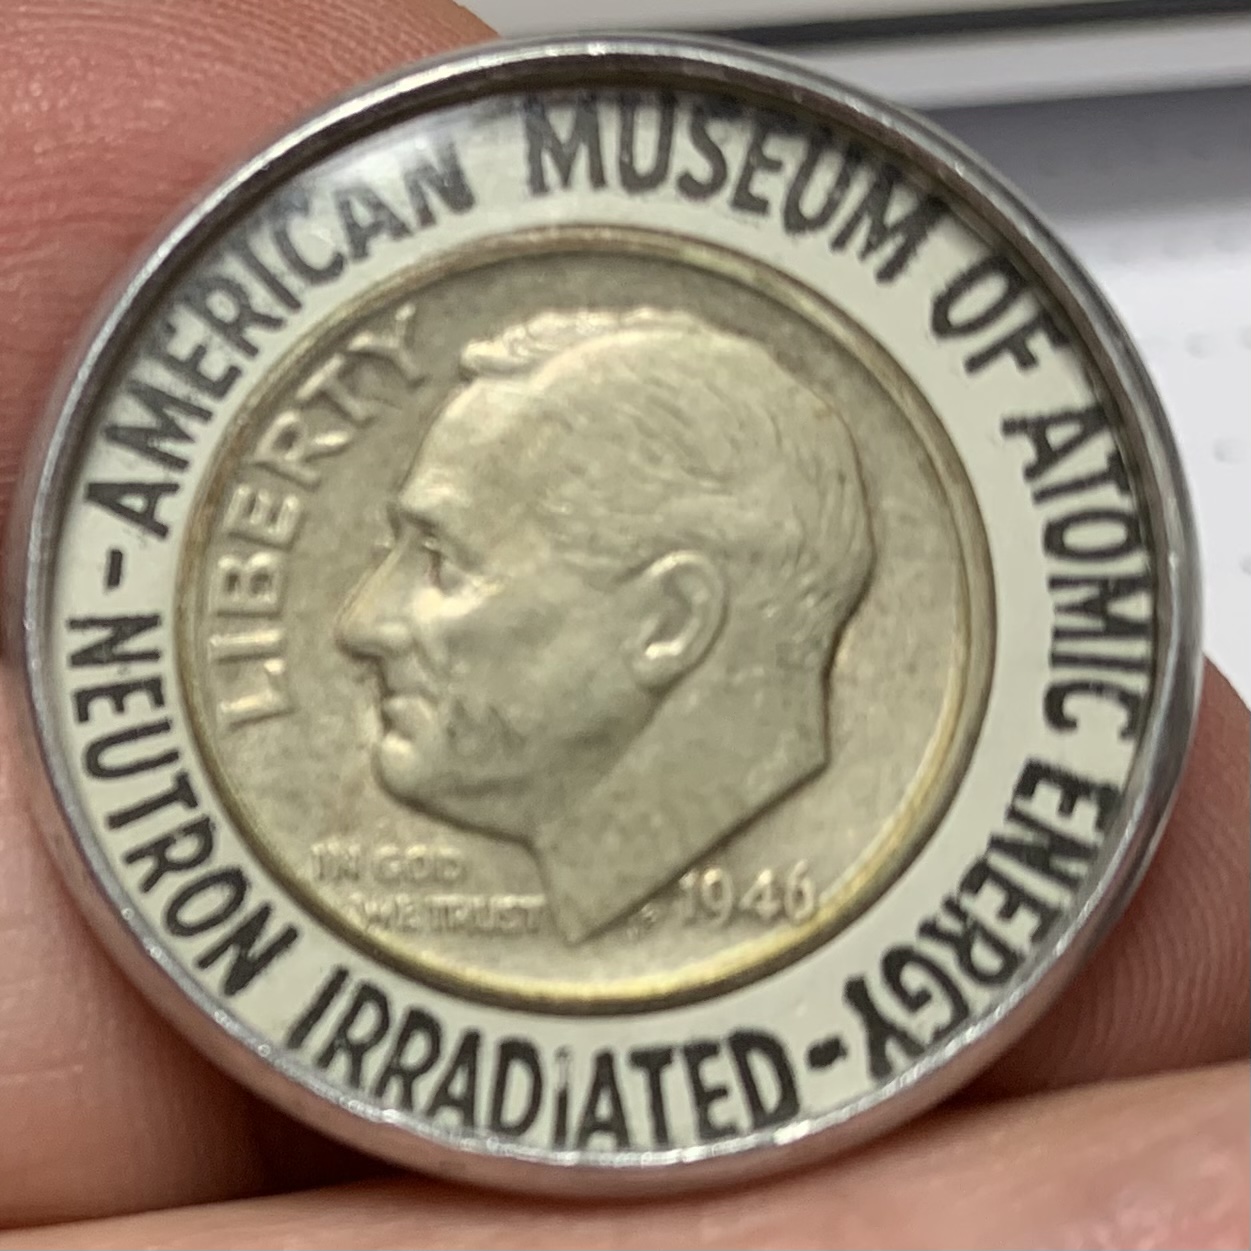 AMERICAN MUSEUM OF ATOMIC ENERGY-
NEUTRON IRRADiATED-
LIBERTY
IN GOD
WE TRUST
1946